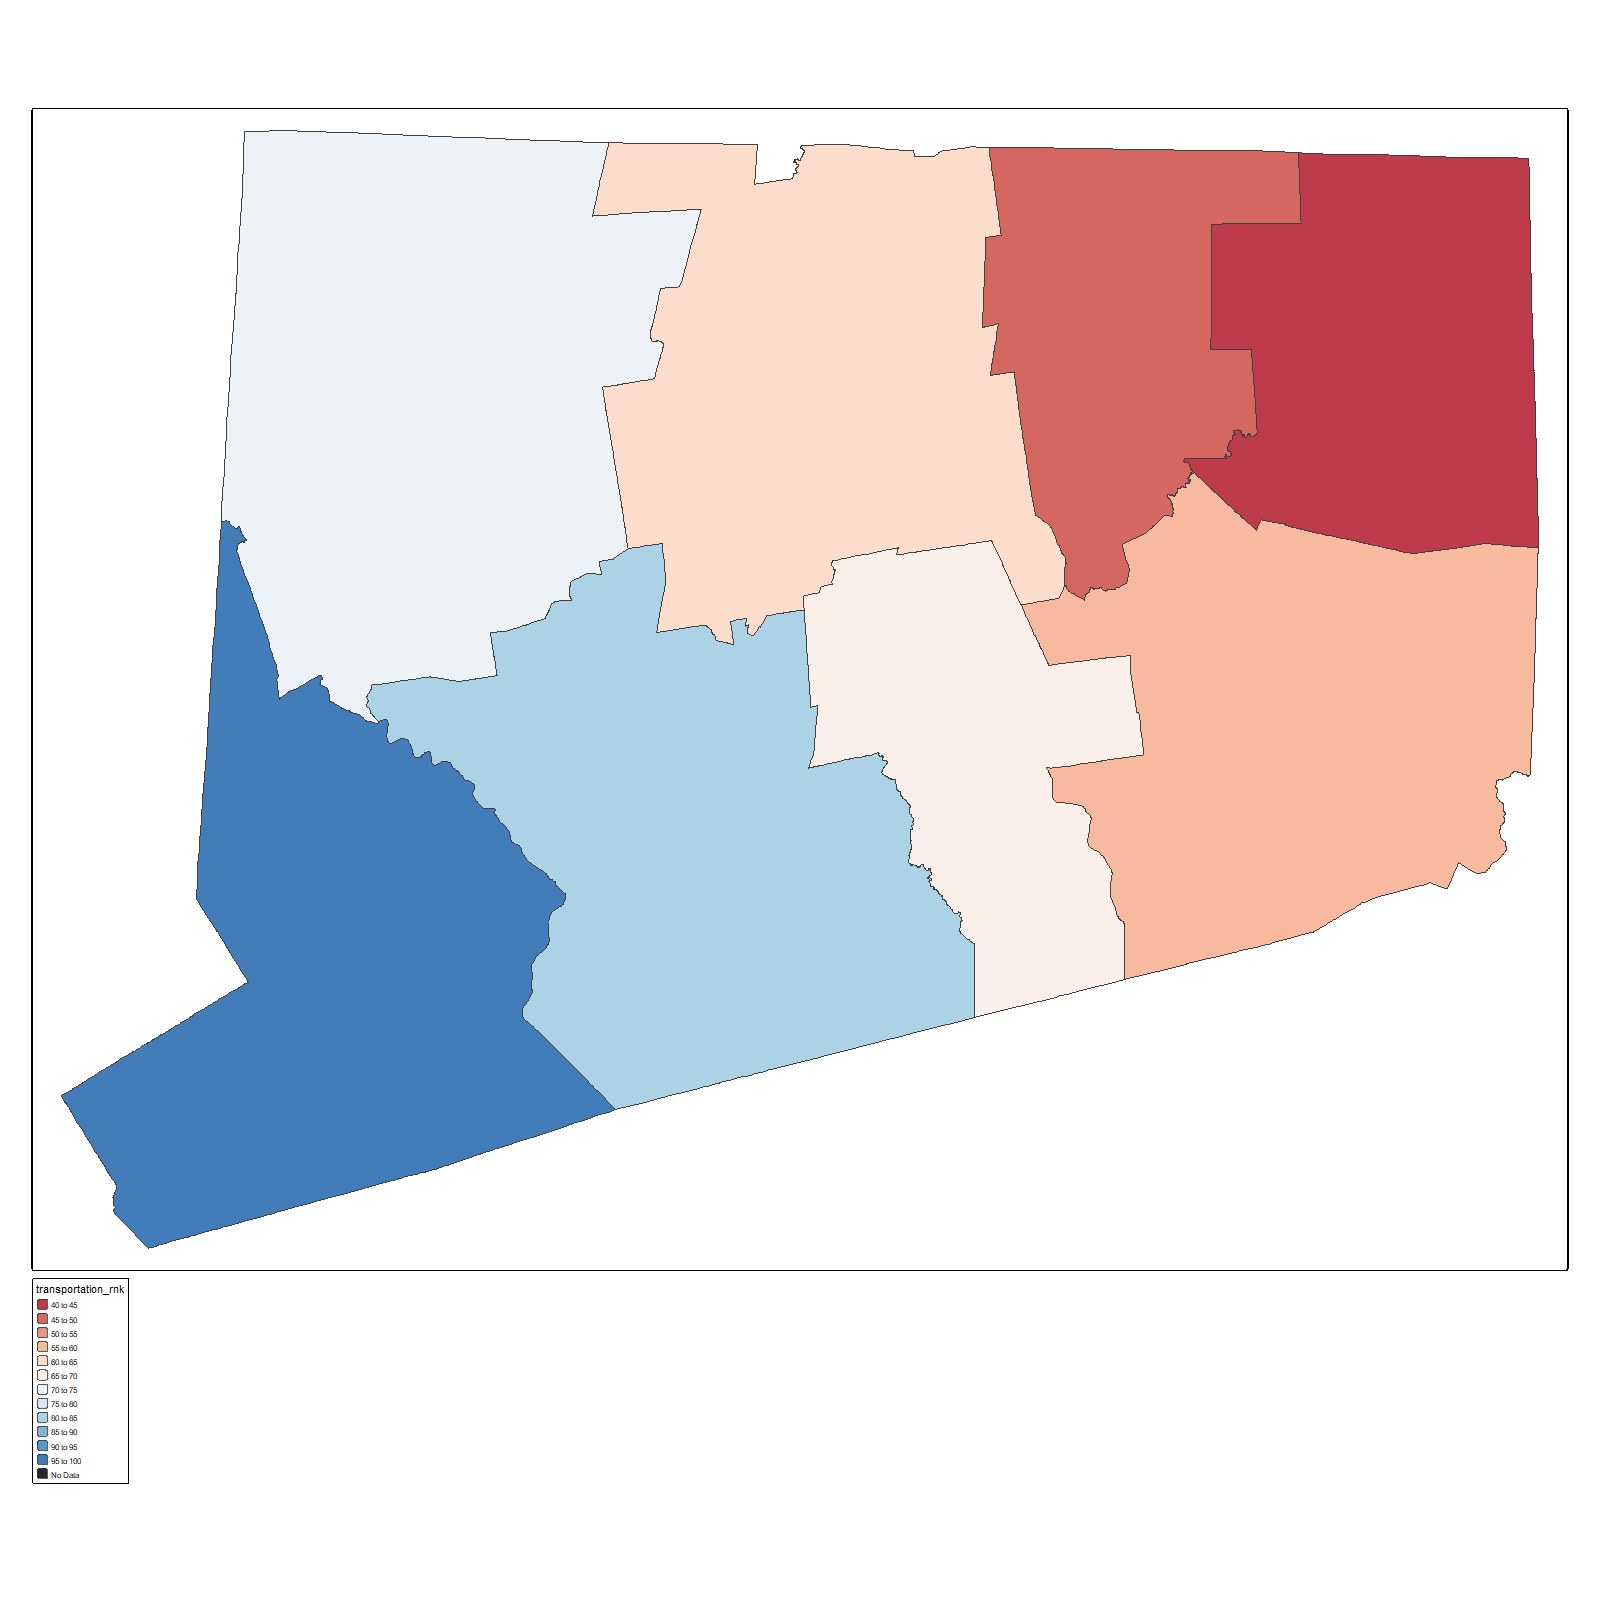 transportation_rnk
40 to 45
45 to 50
50 to 55
55 to 60
60 to 65
65 to 70
70 to 75
75 to 80
80 to 85
85 to 90
90 to 95
95 to 100
No Data